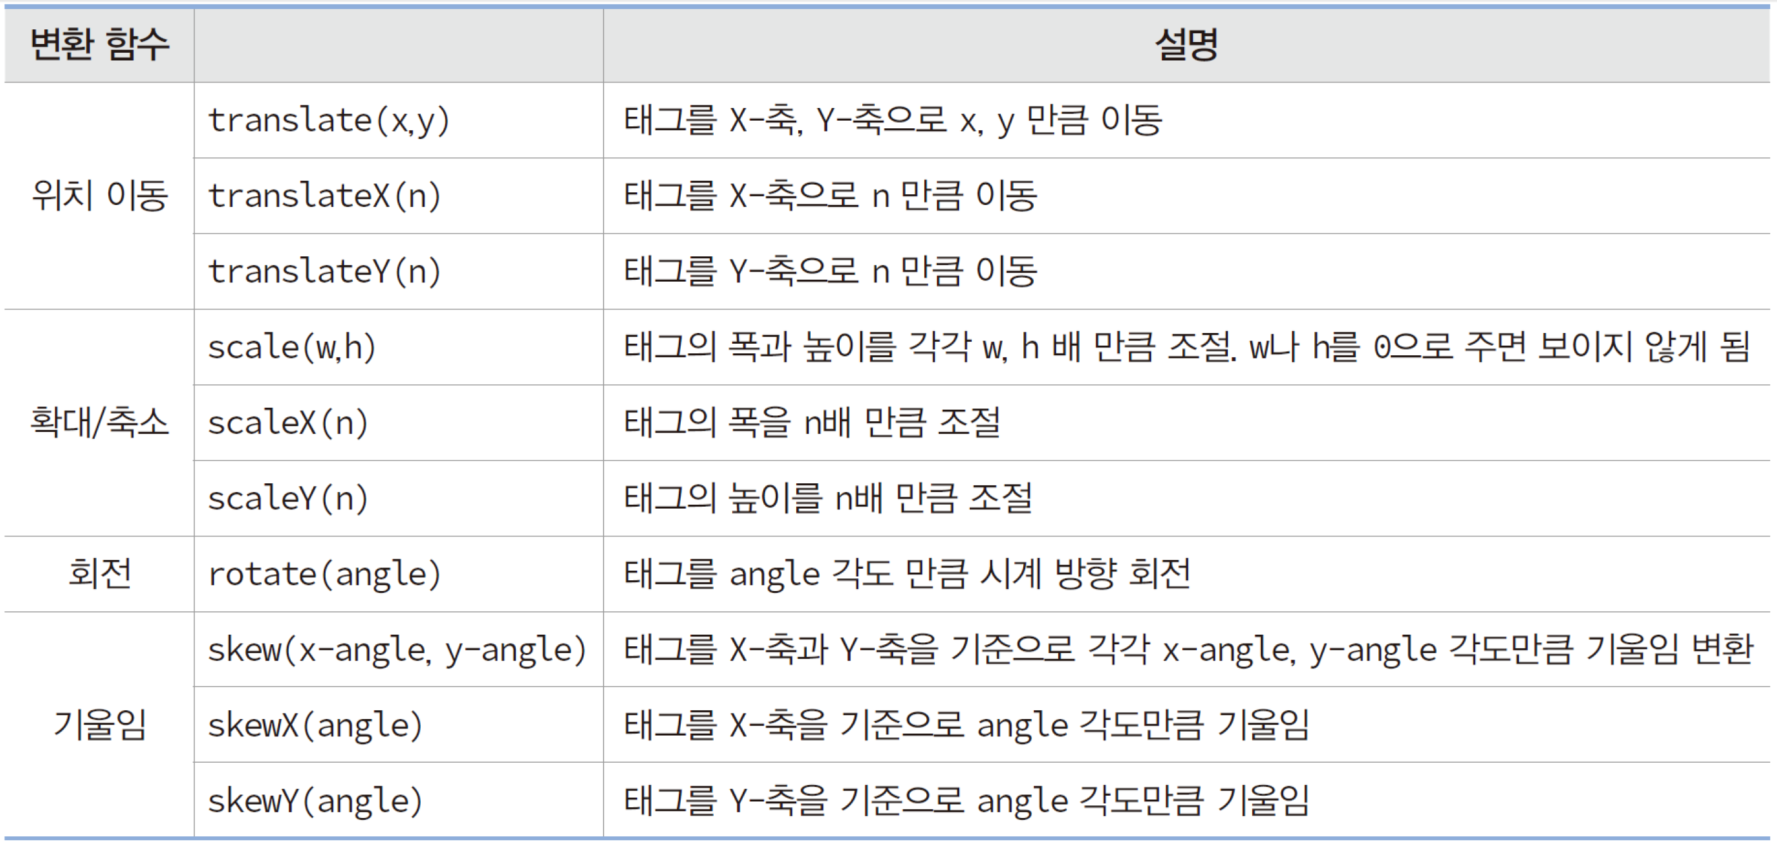 변환 함수 설명
위치 이동
translate(x,y) 태그를 X-축, Y-축으로 x, y 만큼 이동
translateX(n) 태그를 X-축으로 n 만큼 이동
translateY(n) 태그를 Y-축으로 n 만큼 이동
확대/축소
scale(w,h) 태그의 폭과 높이를 각각 w, h 배 만큼 조절. w나 h를 0으로 주면 보이지 않게 됨
scaleX(n) 태그의 폭을 n배 만큼 조절
scaleY(n) 태그의 높이를 n배 만큼 조절
회전 rotate(angle) 태그를 angle 각도 만큼 시계 방향 회전
기울임
skew(x-angle, y-angle) 태그를 X-축과 Y-축을 기준으로 각각 x-angle, y-angle 각도만큼 기울임 변환
skewX(angle) 태그를 X-축을 기준으로 angle 각도만큼 기울임
skewY(angle) 태그를 Y-축을 기준으로 angle 각도만큼 기울임